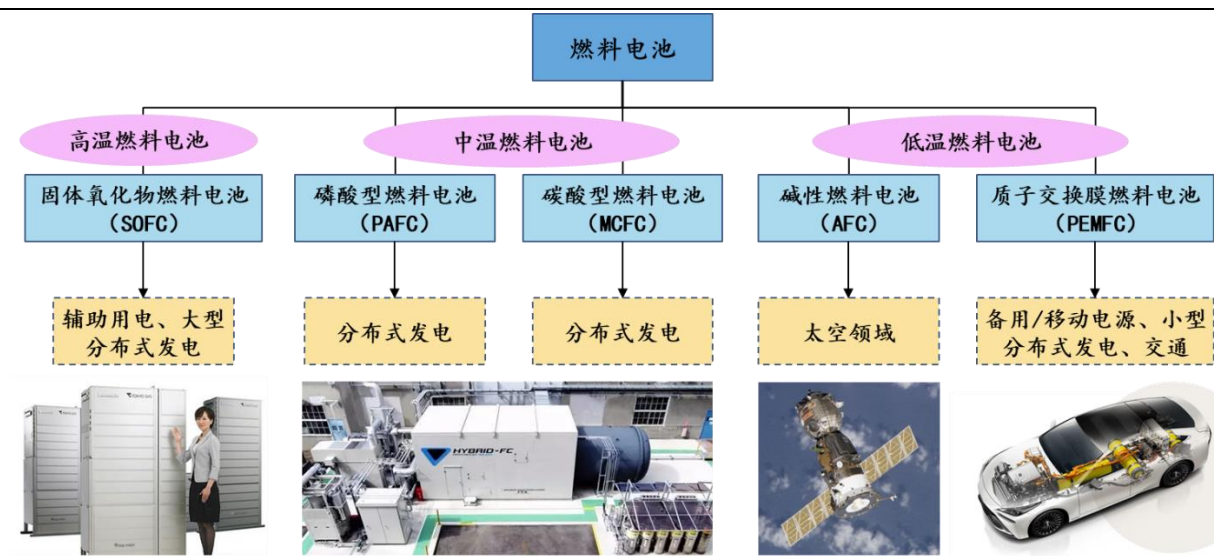 燃料电池
高温燃料电池
中温燃料电池
低温燃料电池
固体氧化物燃料电池
(SOFC)
磷酸型燃料电池
(PAFC)
碳酸型燃料电池
(MCFC)
碱性燃料电池
(AFC)
质子交换膜燃料电池
(PEMFC)
辅助用电、大型
分布式发电
分布式发电
分布式发电
太空领域
备用/移动电源、小型
分布式发电、交通
TOKYO GAS
HYBRID-FC